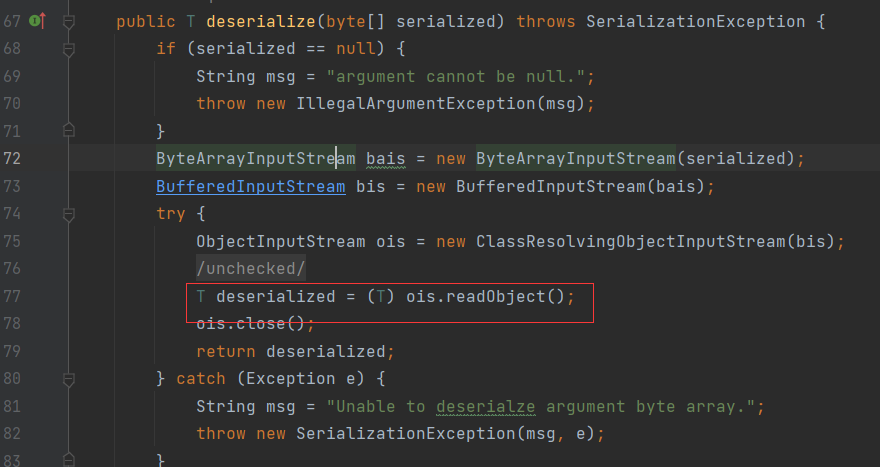 67 public T deserialize(byte[] serialized) throws SerializationException {
68 if (serialized == null) {
69 String msg = "argument cannot be null.";
70 throw new IllegalArgumentException(msg);
71 }
72 ByteArrayInputStream bais = new ByteArrayInputStream(serialized);
73 BufferedInputStream bis = new BufferedInputStream(bais);
74 try {
75 ObjectInputStream ois = new ClassResolvingObjectInputStream(bis);
76 /unchecked/
77 T deserialized = (T) ois.readObject();
78 ois.close();
79 return deserialized;
80 } catch (Exception e) {
81 String msg = "Unable to deserialze argument byte array.";
82 throw new SerializationException(msg, e);
83 }